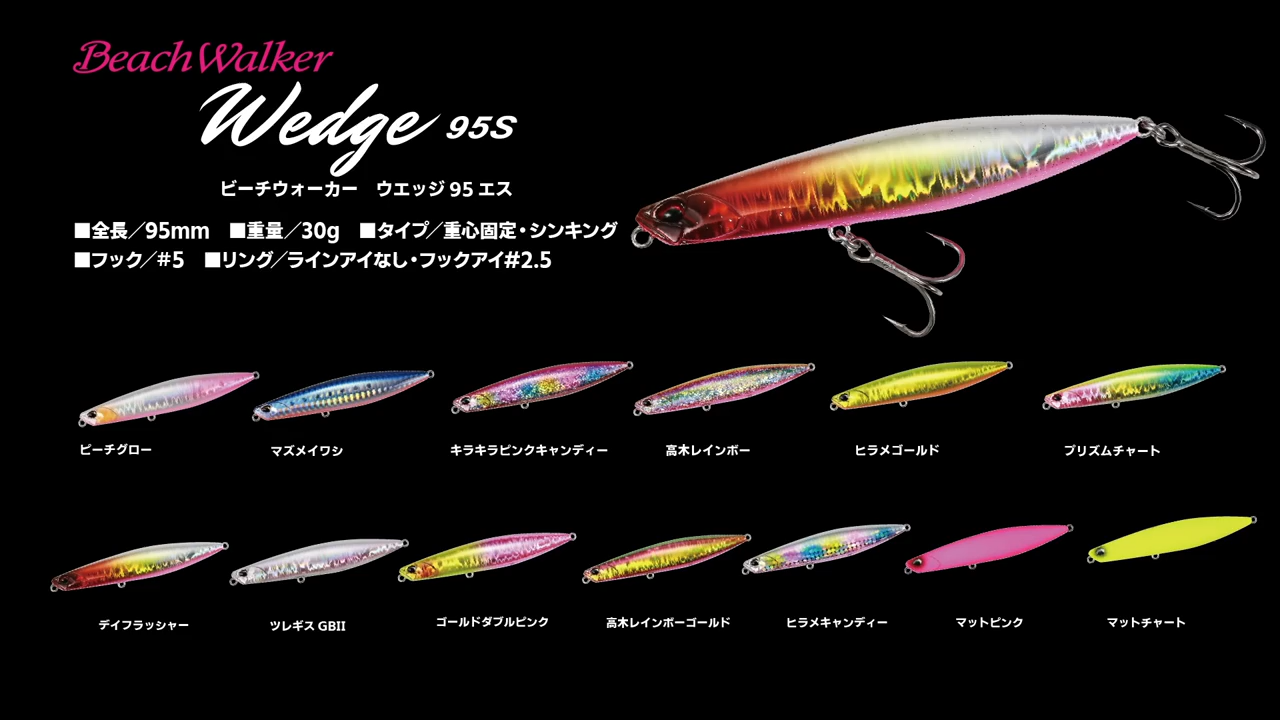 BeachWalker
Wedge 95S
ビーチウォーカー ウエッジ 95 エス
■全長／95mm ■重量／30g ■タイプ／重心固定・シンキング
■フック／#5 ■リング／ラインアイなし・フックアイ#2.5
ピーチグロー
マズメイワシ
キラキラピンクキャンディー
高木レインボー
ヒラメゴールド
プリズムチャート
デイフラッシャー
ツレギス GBII
ゴールドダブルピンク
高木レインボーゴールド
ヒラメキャンディー
マットピンク
マットチャート